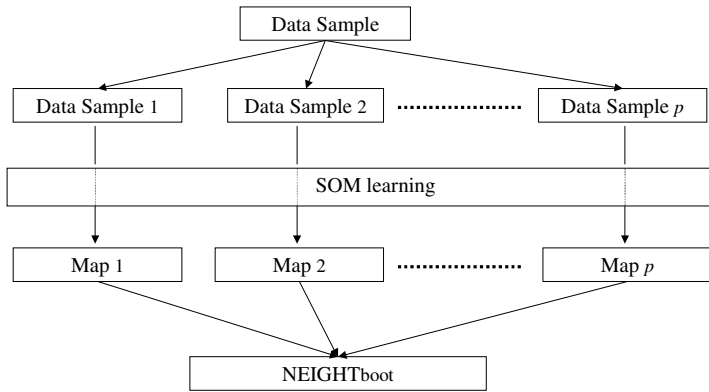 Data Sample
Data Sample 1
Data Sample 2
Data Sample p
SOM learning
Map 1
Map 2
Map p
NEIGHTboot